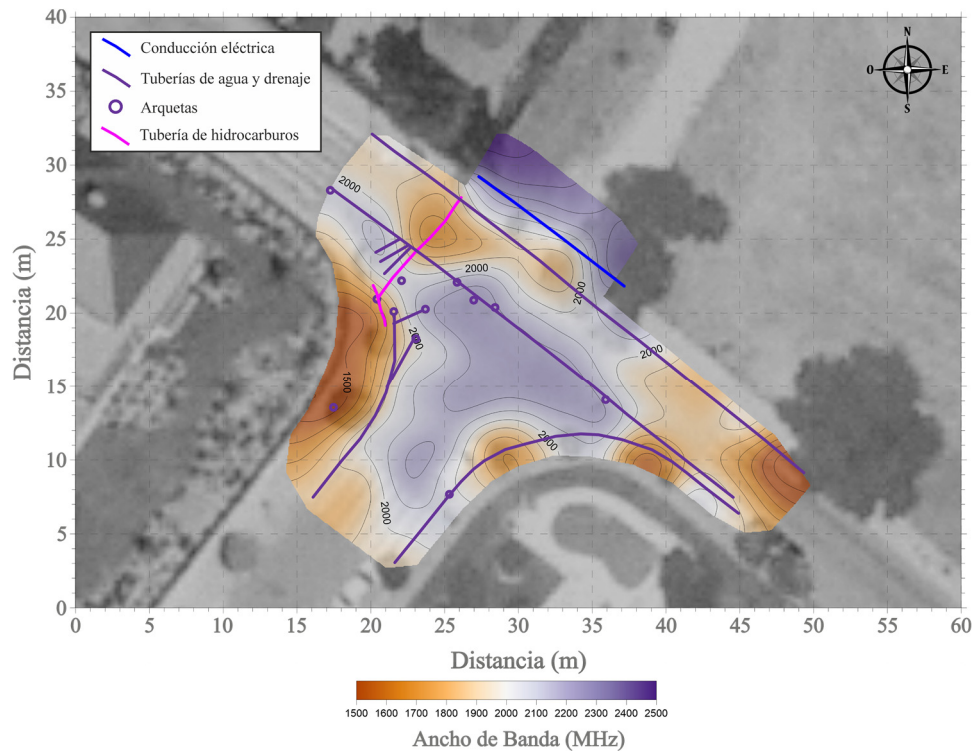 40
35
30
25
20
15
10
5
0
Distancia (m)
Conducción eléctrica
Tuberías de agua y drenaje
Arquetas
Tubería de hidrocarburos
N
O
E
S
2000
2000
2000
2000
2000
1500
2000
2000
0
5
10
15
20
25
30
35
40
45
50
55
60
Distancia (m)
1500 1600 1700 1800 1900 2000 2100 2200 2300 2400 2500
Ancho de Banda (MHz)